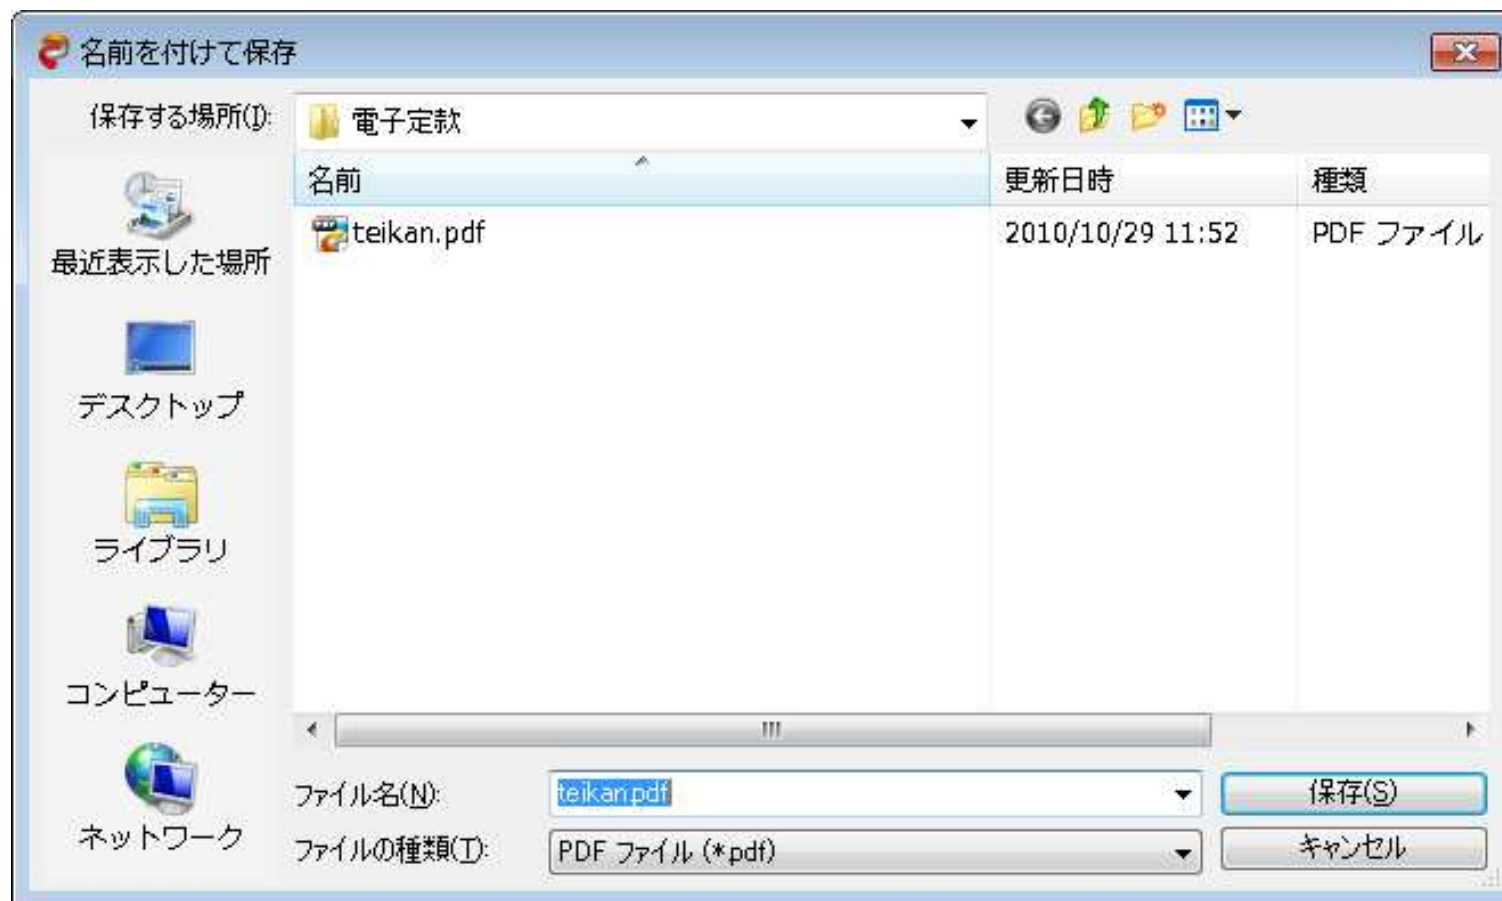 名前を付けて保存
保存する場所(I): 電子定款
名前 更新日時 種類
teikan.pdf 2010/10/29 11:52 PDF ファイル
最近表示した場所
デスクトップ
ライブラリ
コンピューター
ネットワーク
ファイル名(N): teikan.pdf 保存(S)
ファイルの種類(T): PDF ファイル (*pdf) キャンセル